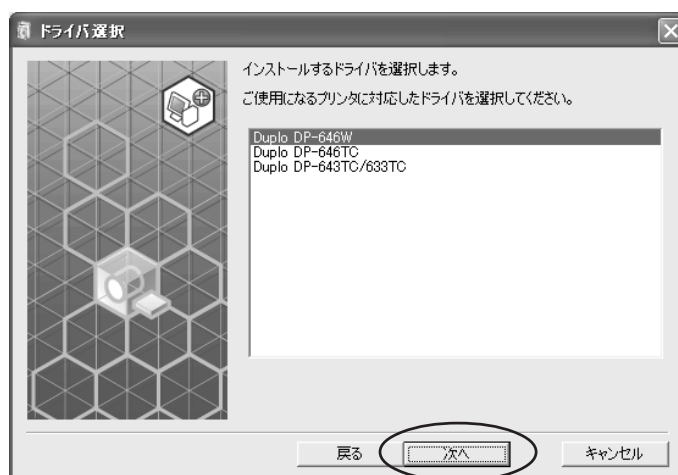 ドライバ選択
インストールするドライバを選択します。
ご使用になるプリンタに対応したドライバを選択してください。
Duplo DP-646W
Duplo DP-646TC
Duplo DP-643TC/633TC
戻る
次へ
キャンセル